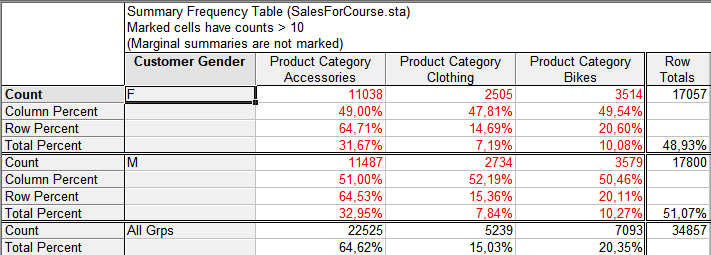 Summary Frequency Table (SalesForCourse.sta)
Marked cells have counts > 10
(Marginal summaries are not marked)
Customer Gender Product Category Product Category Product Category Row
Accessories Clothing Bikes Totals
Count F 11038 2505 3514 17057
Column Percent 49,00% 47,81% 49,54%
Row Percent 64,71% 14,69% 20,60%
Total Percent 31,67% 7,19% 10,08% 48,93%
Count M 11487 2734 3579 17800
Column Percent 51,00% 52,19% 50,46%
Row Percent 64,53% 15,36% 20,11%
Total Percent 32,95% 7,84% 10,27% 51,07%
Count All Grps 22525 5239 7093 34857
Total Percent 64,62% 15,03% 20,35%